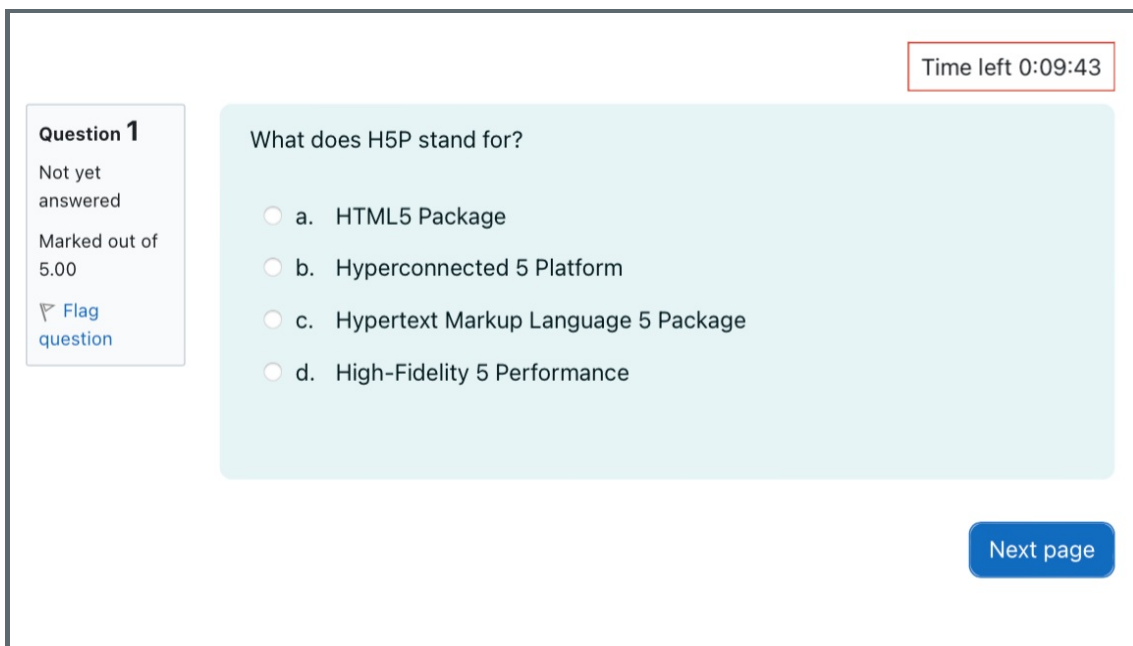 Time left 0:09:43
Question 1
Not yet
answered
Marked out of
5.00
Flag
question
What does H5P stand for?
a. HTML5 Package
b. Hyperconnected 5 Platform
c. Hypertext Markup Language 5 Package
d. High-Fidelity 5 Performance
Next page